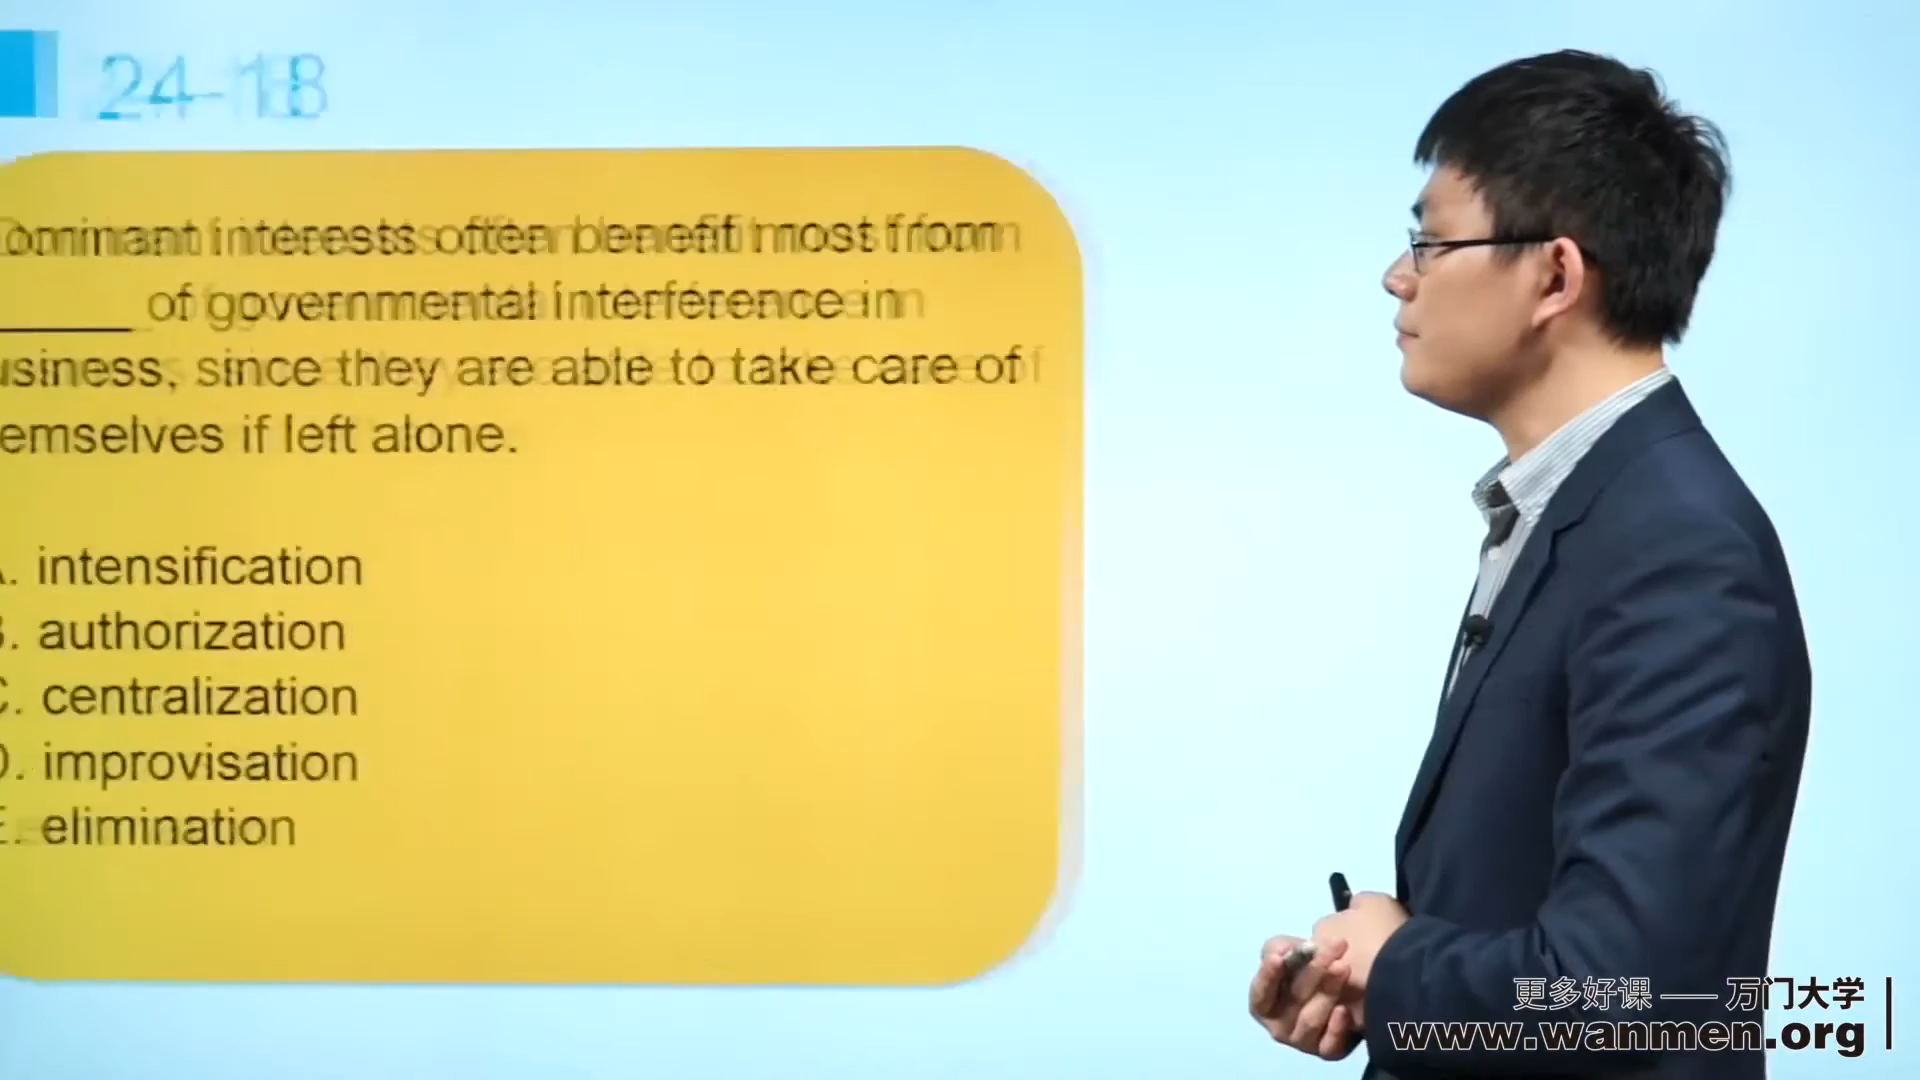 ominant interests often benefit most from
______ of governmental interference in
usiness, since they are able to take care of
emselves if left alone.
. intensification
. authorization
C. centralization
D. improvisation
E. elimination
更多好课 —— 万门大学
www.wanmen.org